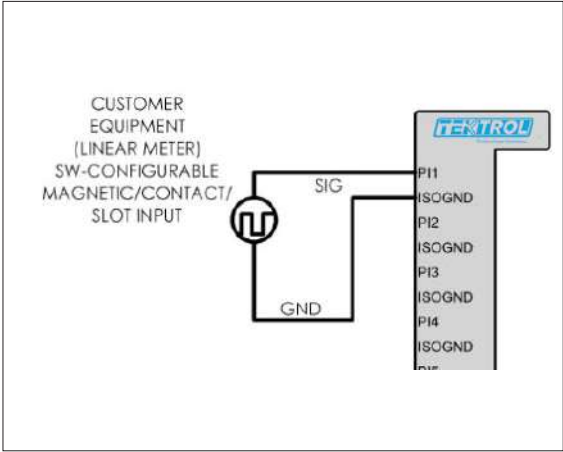 CUSTOMER
EQUIPMENT
(LINEAR METER)
SW-CONFIGURABLE
MAGNETIC/CONTACT/
SLOT INPUT
SIG
GND
TEKTROL
PI1
ISOGND
PI2
ISOGND
PI3
ISOGND
PI4
ISOGND